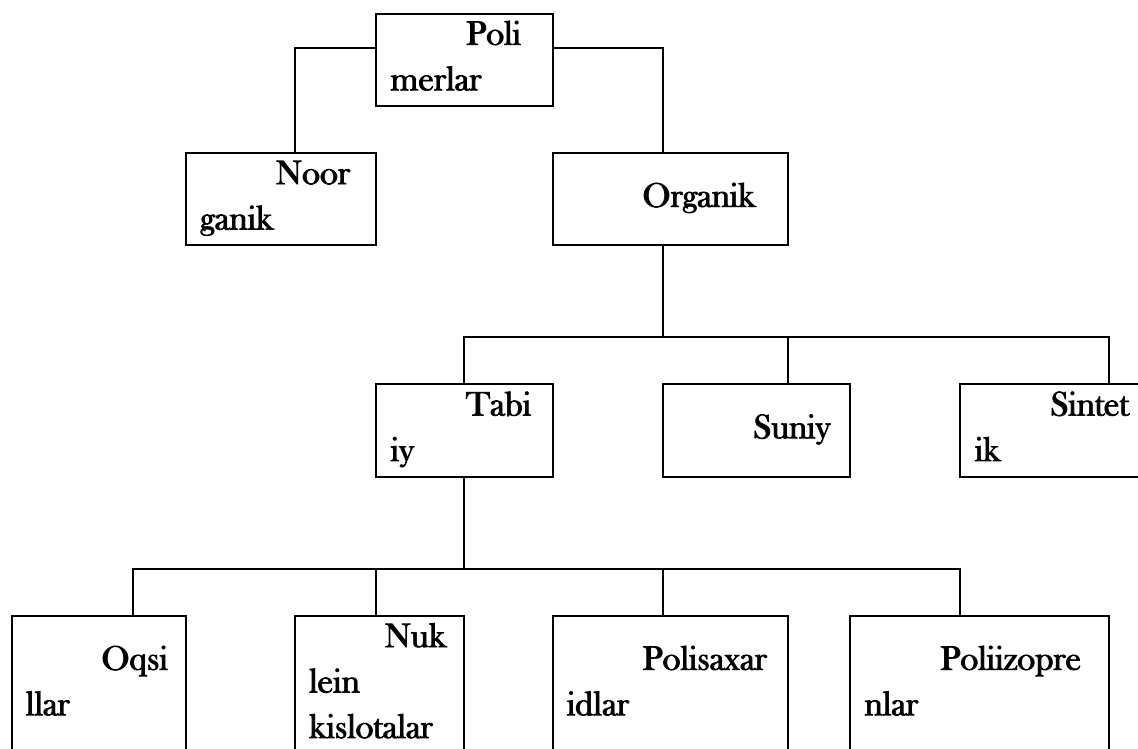 Poli
merlar
Noor
ganik
Organik
Tabi
iy
Suniy
Sintet
ik
Oqsi
llar
Nuk
lein
kislotalar
Polisaxar
idlar
Poliizopre
nlar